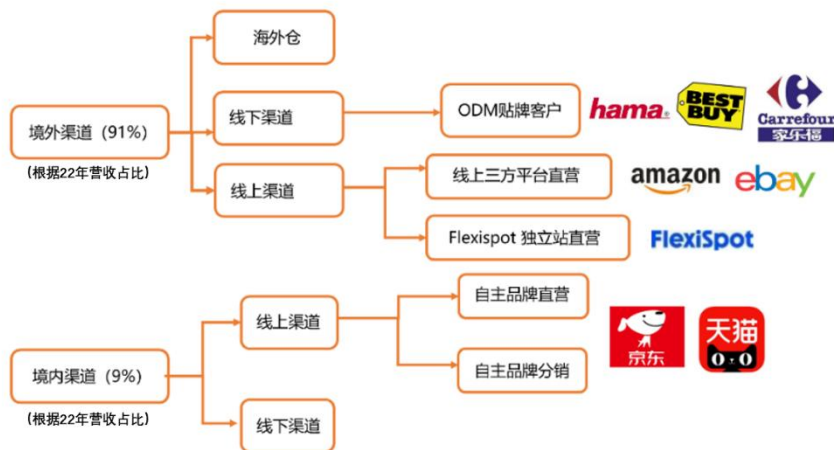 海外仓
境外渠道（91%）
(根据22年营收占比)
线下渠道
ODM贴牌客户
hama®
BEST BUY
Carrefour
家乐福
线上渠道
线上三方平台直营
amazon
ebay
Flexispot 独立站直营
FlexiSpot
境内渠道（9%）
(根据22年营收占比)
线上渠道
自主品牌直营
自主品牌分销
京东
天猫
线下渠道